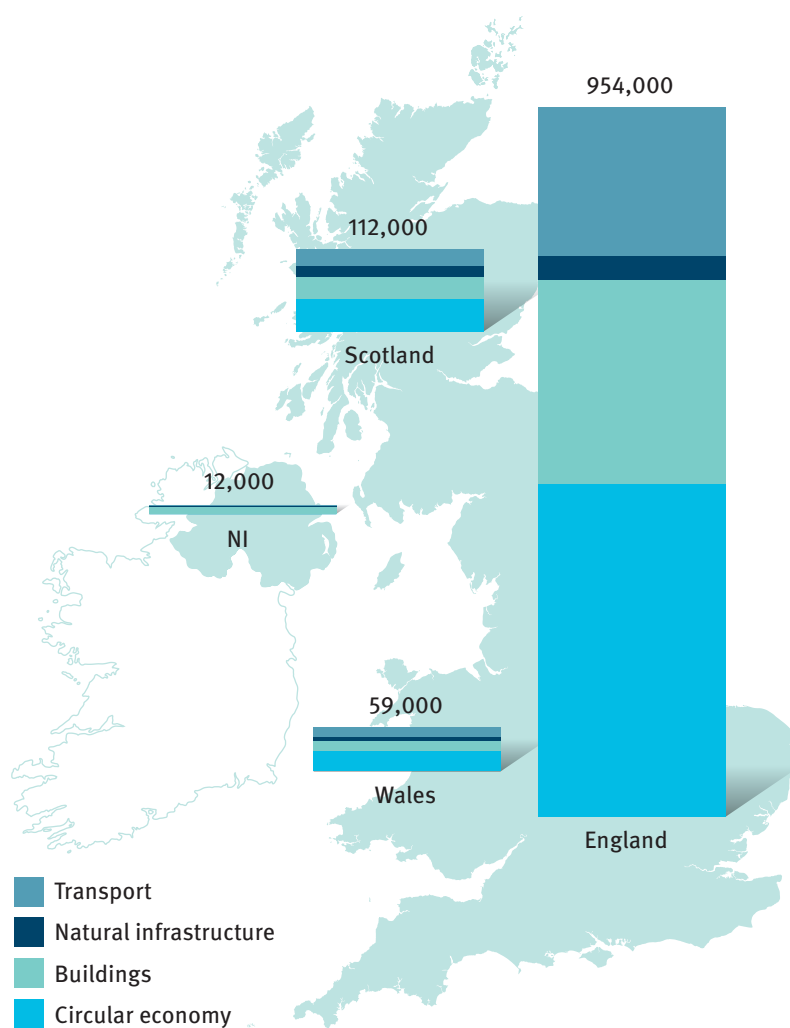 954,000
112,000
Scotland
12,000
NI
59,000
Wales
England
Transport
Natural infrastructure
Buildings
Circular economy